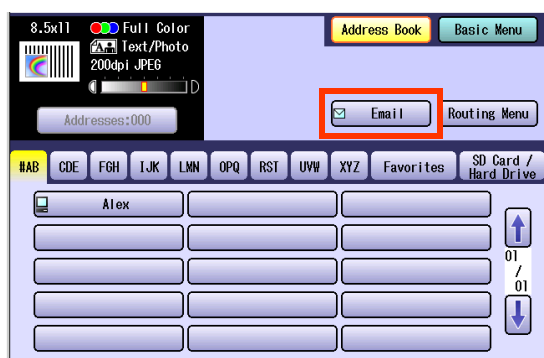 8.5x11 Full Color
Text/Photo
200dpi JPEG
D
Addresses:000
Address Book
Basic Menu
Email
Routing Menu
#AB CDE FGH IJK LMN OPQ RST UVW XYZ Favorites SD Card /
Hard Drive
Alex
01
/
01